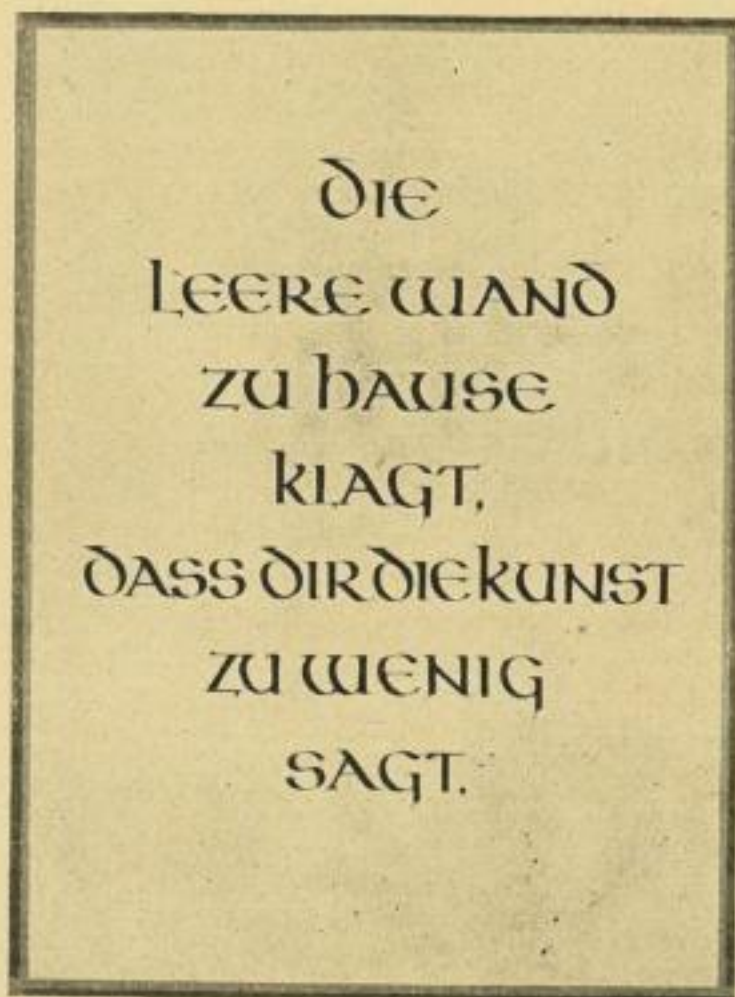 DIE
LEERE WAND
ZU HAUSE
KLAGT,
DASS DIR DIE KUNST
ZU WENIG
SAGT.